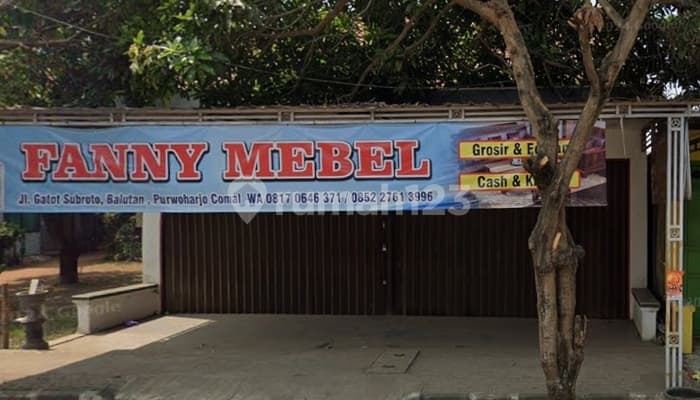 FANNY MEBEL
Grosir & E
Cash & K
Jl. Gatot Subroto, Balutan, Purwoharjo Comal WA 0817 0646 371 / 0852 2761 3996
rumah123